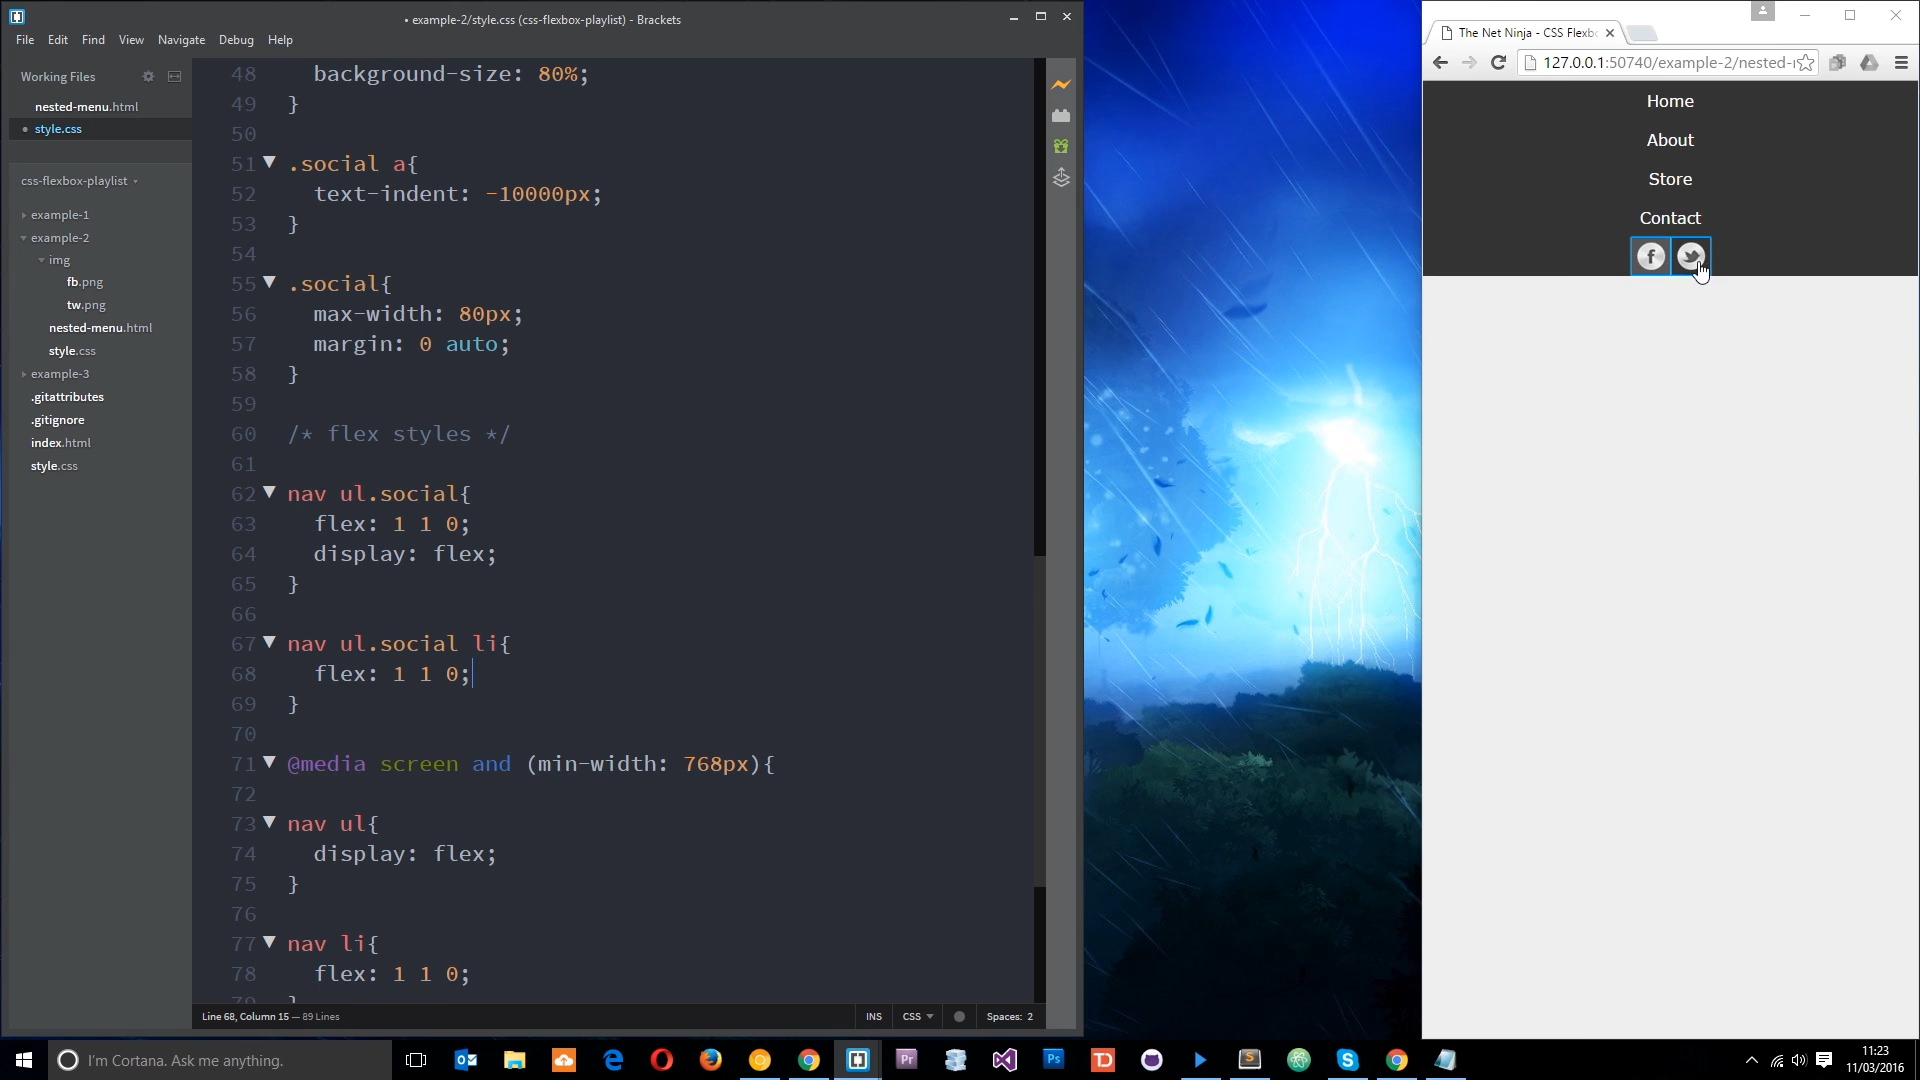 • example-2/style.css (css-flexbox-playlist) - Brackets
File Edit Find View Navigate Debug Help
Working Files
nested-menu.html
• style.css
css-flexbox-playlist
example-1
example-2
img
fb.png
tw.png
nested-menu.html
style.css
example-3
.gitattributes
.gitignore
index.html
style.css
48 background-size: 80%;
49 }
50
51 .social a{
52 text-indent: -10000px;
53 }
54
55 .social{
56 max-width: 80px;
57 margin: 0 auto;
58 }
59
60 /* flex styles */
61
62 nav ul.social{
63 flex: 1 1 0;
64 display: flex;
65 }
66
67 nav ul.social li{
68 flex: 1 1 0;
69 }
70
71 @media screen and (min-width: 768px){
72
73 nav ul{
74 display: flex;
75 }
76
77 nav li{
78 flex: 1 1 0;
79 }
Line 68, Column 15 — 89 Lines
INS CSS Spaces: 2
The Net Ninja - CSS Flexb
127.0.0.1:50740/example-2/nested-
Home
About
Store
Contact
f
I'm Cortana. Ask me anything.
Pr
Ps
TD
S
11:23
11/03/2016